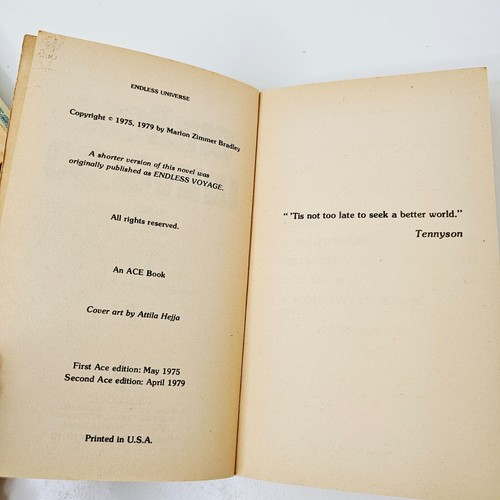 ENDLESS UNIVERSE
Copyright © 1975, 1979 by Marion Zimmer Bradley
A shorter version of this novel was
originally published as ENDLESS VOYAGE.
All rights reserved.
An ACE Book
Cover art by Attila Hejja
First Ace edition: May 1975
Second Ace edition: April 1979
Printed in U.S.A.
" 'Tis not too late to seek a better world."
Tennyson